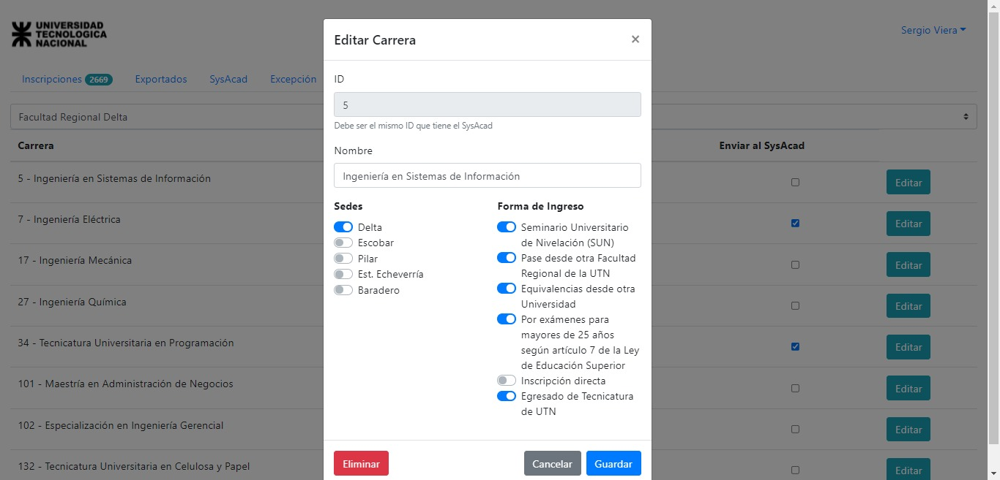 UNIVERSIDAD
TECNOLOGICA
NACIONAL
Sergio Viera
Inscripciones 2669 Exportados SysAcad Excepción
Facultad Regional Delta
Carrera
Enviar al SysAcad
5 - Ingeniería en Sistemas de Información
Editar
7 - Ingeniería Eléctrica
Editar
17 - Ingeniería Mecánica
Editar
27 - Ingeniería Química
Editar
34 - Tecnicatura Universitaria en Programación
Editar
101 - Maestría en Administración de Negocios
Editar
102 - Especialización en Ingeniería Gerencial
Editar
132 - Tecnicatura Universitaria en Celulosa y Papel
Editar
Editar Carrera
×
ID
5
Debe ser el mismo ID que tiene el SysAcad
Nombre
Ingeniería en Sistemas de Información
Sedes
Delta
Escobar
Pilar
Est. Echeverría
Baradero
Forma de Ingreso
Seminario Universitario
de Nivelación (SUN)
Pase desde otra Facultad
Regional de la UTN
Equivalencias desde otra
Universidad
Por exámenes para
mayores de 25 años
según artículo 7 de la Ley
de Educación Superior
Inscripción directa
Egresado de Tecnicatura
de UTN
Eliminar
Cancelar
Guardar